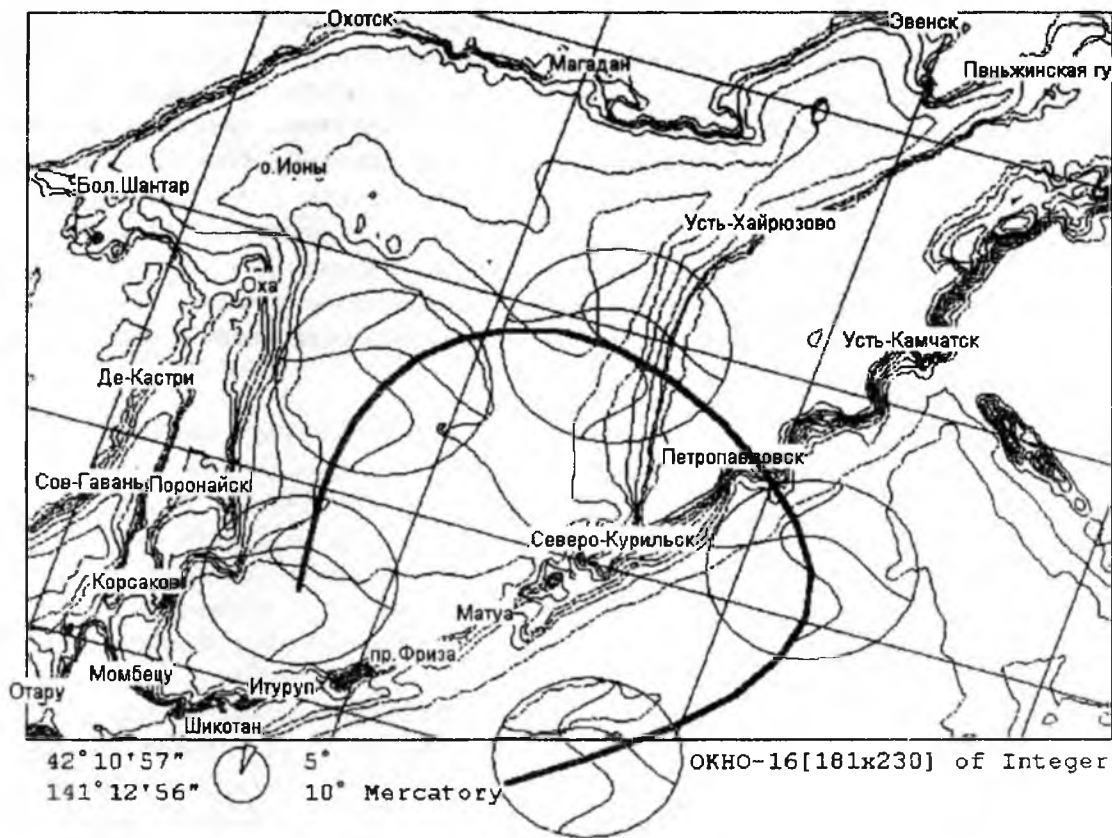 Охотск
Эвенск
Магадан
Пеньжинская гу
о.Ионы
Бол.Шантар
Усть-Хайрюзово
Оха
Усть-Камчатск
Де-Кастри
Петропавловск
Сов-Гавань
Поронайск
Северо-Курильск
Корсаков
Матуа
пр.Фриза
Момбецу
Итуруп
Отару
Шикотан
42°10'57" 5° ОКНО-16[181x230] of Integer
141°12'56" 10° Mercatory